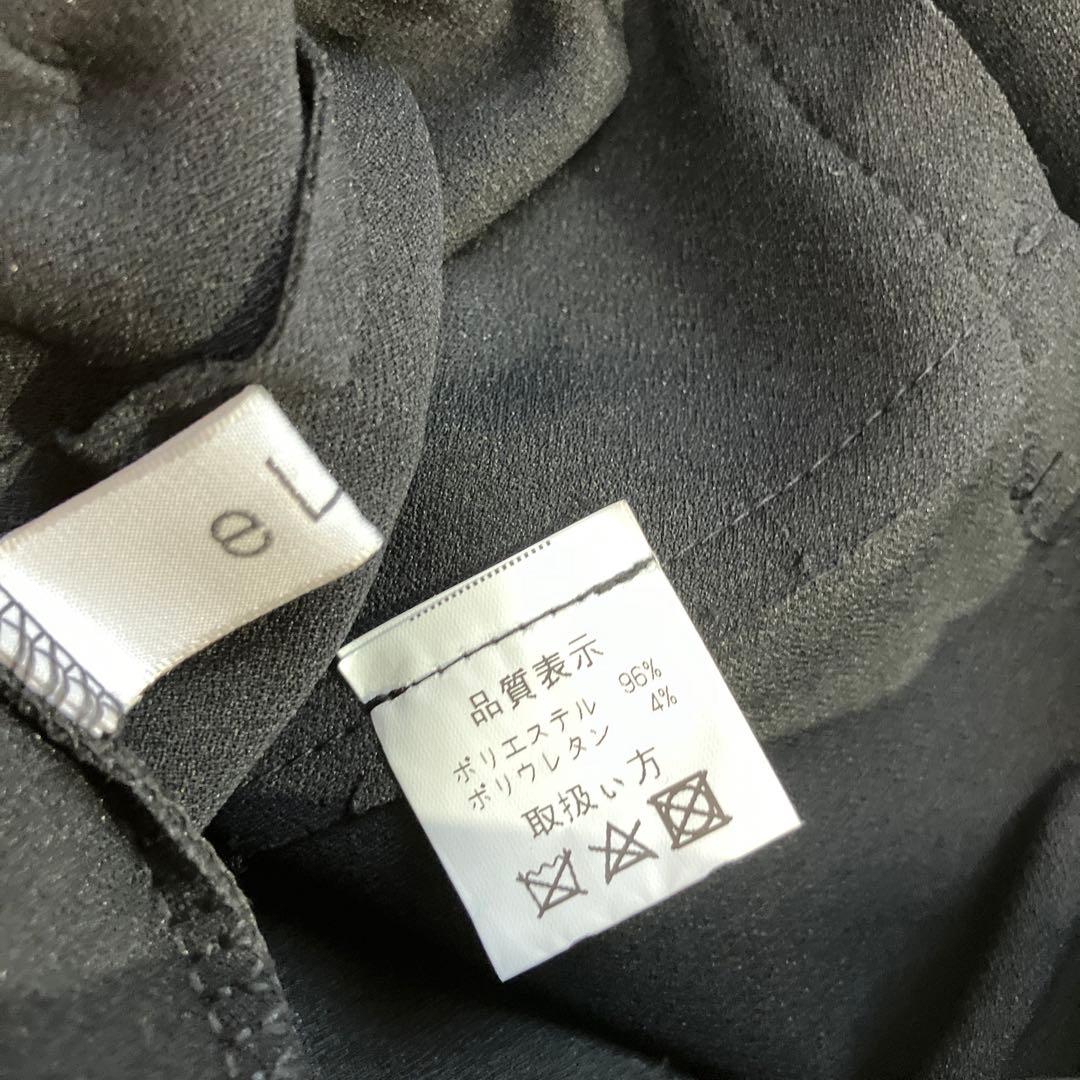 L
e
品質表示
ポリエステル 96%
ポリウレタン 4%
取扱い方